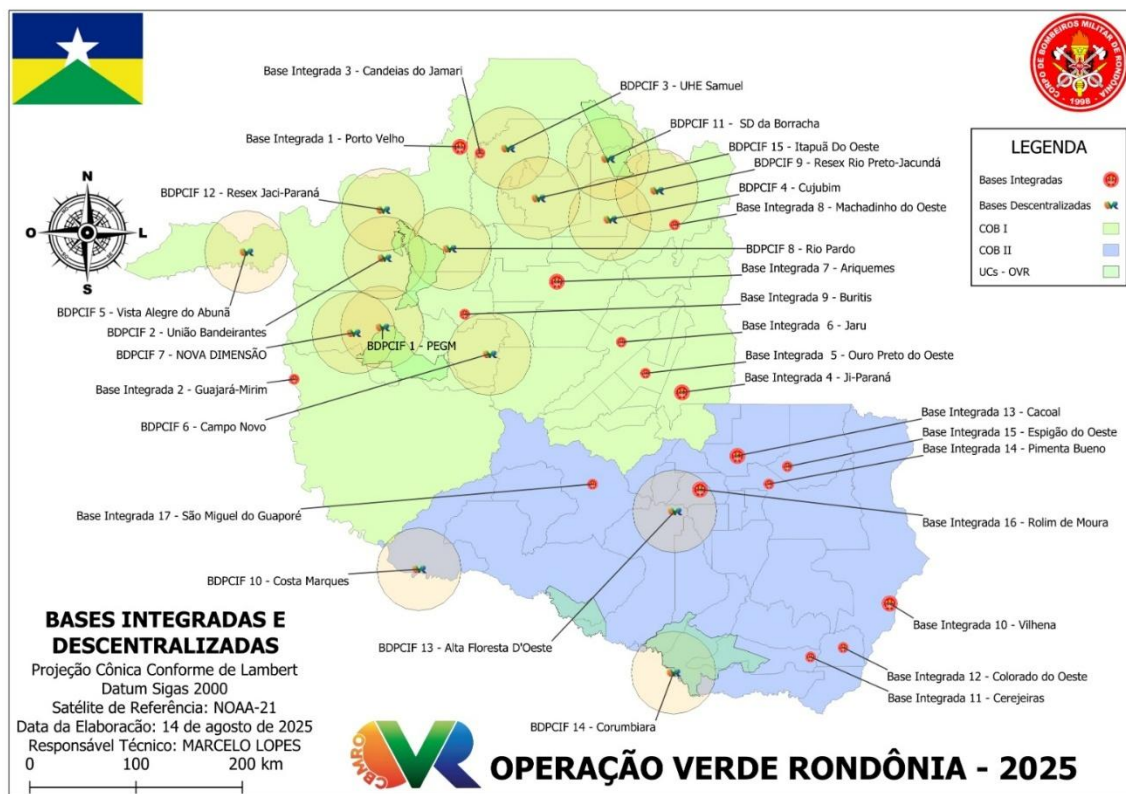 CORPO DE BOMBEIROS MILITAR DE RONDÔNIA
1998
Base Integrada 3 - Candeias do Jamari
BDPCIF 3 - UHE Samuel
BDPCIF 11 - SD da Borracha
Base Integrada 1 - Porto Velho
BDPCIF 15 - Itapuã Do Oeste
BDPCIF 9 - Resex Rio Preto-Jacundá
BDPCIF 12 - Resex Jaci-Paraná
BDPCIF 4 - Cujubim
Base Integrada 8 - Machadinho do Oeste
LEGENDA
Bases Integradas
Bases Descentralizadas
COB I
COB II
UCs - OVR
N
O
L
S
BDPCIF 8 - Rio Pardo
Base Integrada 7 - Ariquemes
BDPCIF 5 - Vista Alegre do Abunã
Base Integrada 9 - Buritis
BDPCIF 2 - União Bandeirantes
Base Integrada 6 - Jaru
BDPCIF 7 - NOVA DIMENSÃO
BDPCIF 1 - PEGM
Base Integrada 5 - Ouro Preto do Oeste
Base Integrada 2 - Guajará-Mirim
Base Integrada 4 - Ji-Paraná
BDPCIF 6 - Campo Novo
Base Integrada 13 - Cacoal
Base Integrada 15 - Espigão do Oeste
Base Integrada 14 - Pimenta Bueno
Base Integrada 17 - São Miguel do Guaporé
Base Integrada 16 - Rolim de Moura
BDPCIF 10 - Costa Marques
BDPCIF 13 - Alta Floresta D'Oeste
Base Integrada 10 - Vilhena
Base Integrada 12 - Colorado do Oeste
Base Integrada 11 - Cerejeiras
BDPCIF 14 - Corumbiara
BASES INTEGRADAS E
DESCENTRALIZADAS
Projeção Cônica Conforme de Lambert
Datum Sigas 2000
Satélite de Referência: NOAA-21
Data da Elaboracão: 14 de agosto de 2025
Responsável Técnico: MARCELO LOPES
0 100 200 km
CBMRO
OVR
OPERAÇÃO VERDE RONDÔNIA - 2025